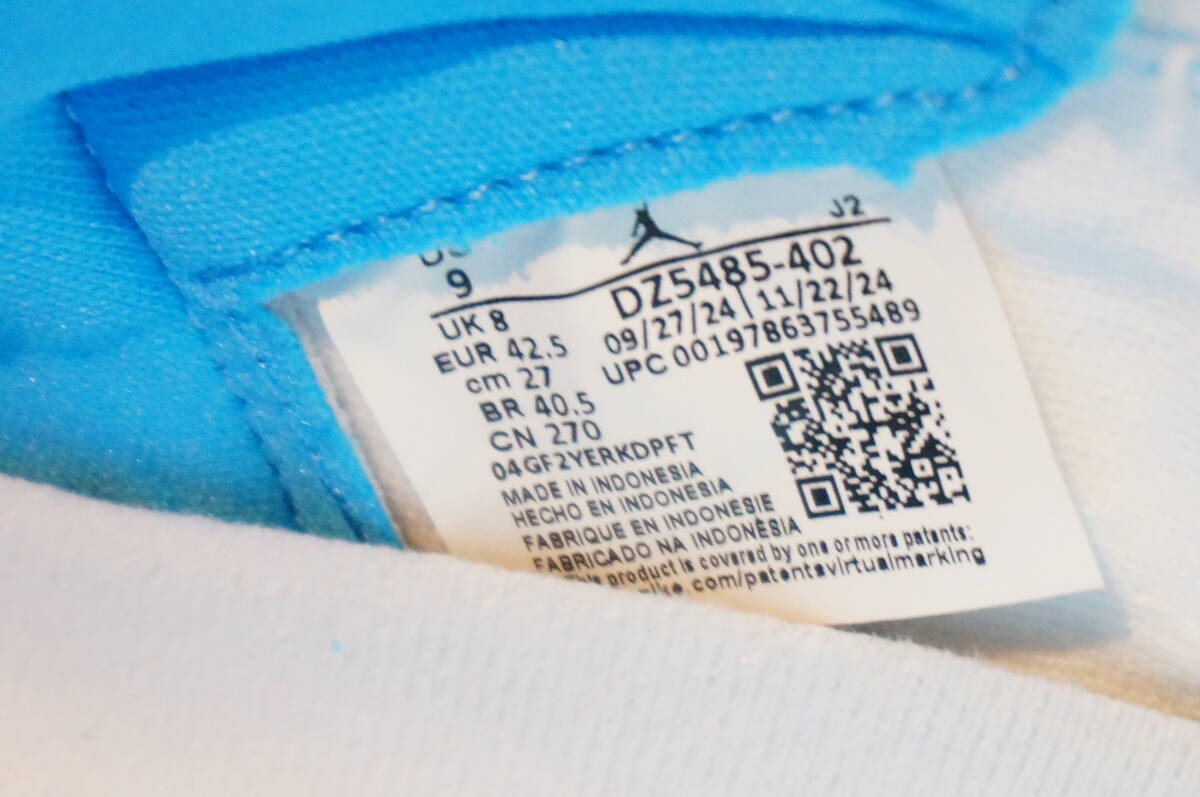 J2
9
DZ5485-402
UK 8
09/27/24 11/22/24
EUR 42.5
UPC 00197863755489
cm 27
BR 40.5
CN 270
04GF2YERKDPFT
MADE IN INDONESIA
HECHO EN INDONESIA
FABRIQUE EN INDONESIE
FABRICADO NA INDONÈSIA
This product is covered by one or more patents:
.com/patentsvirtualmarking